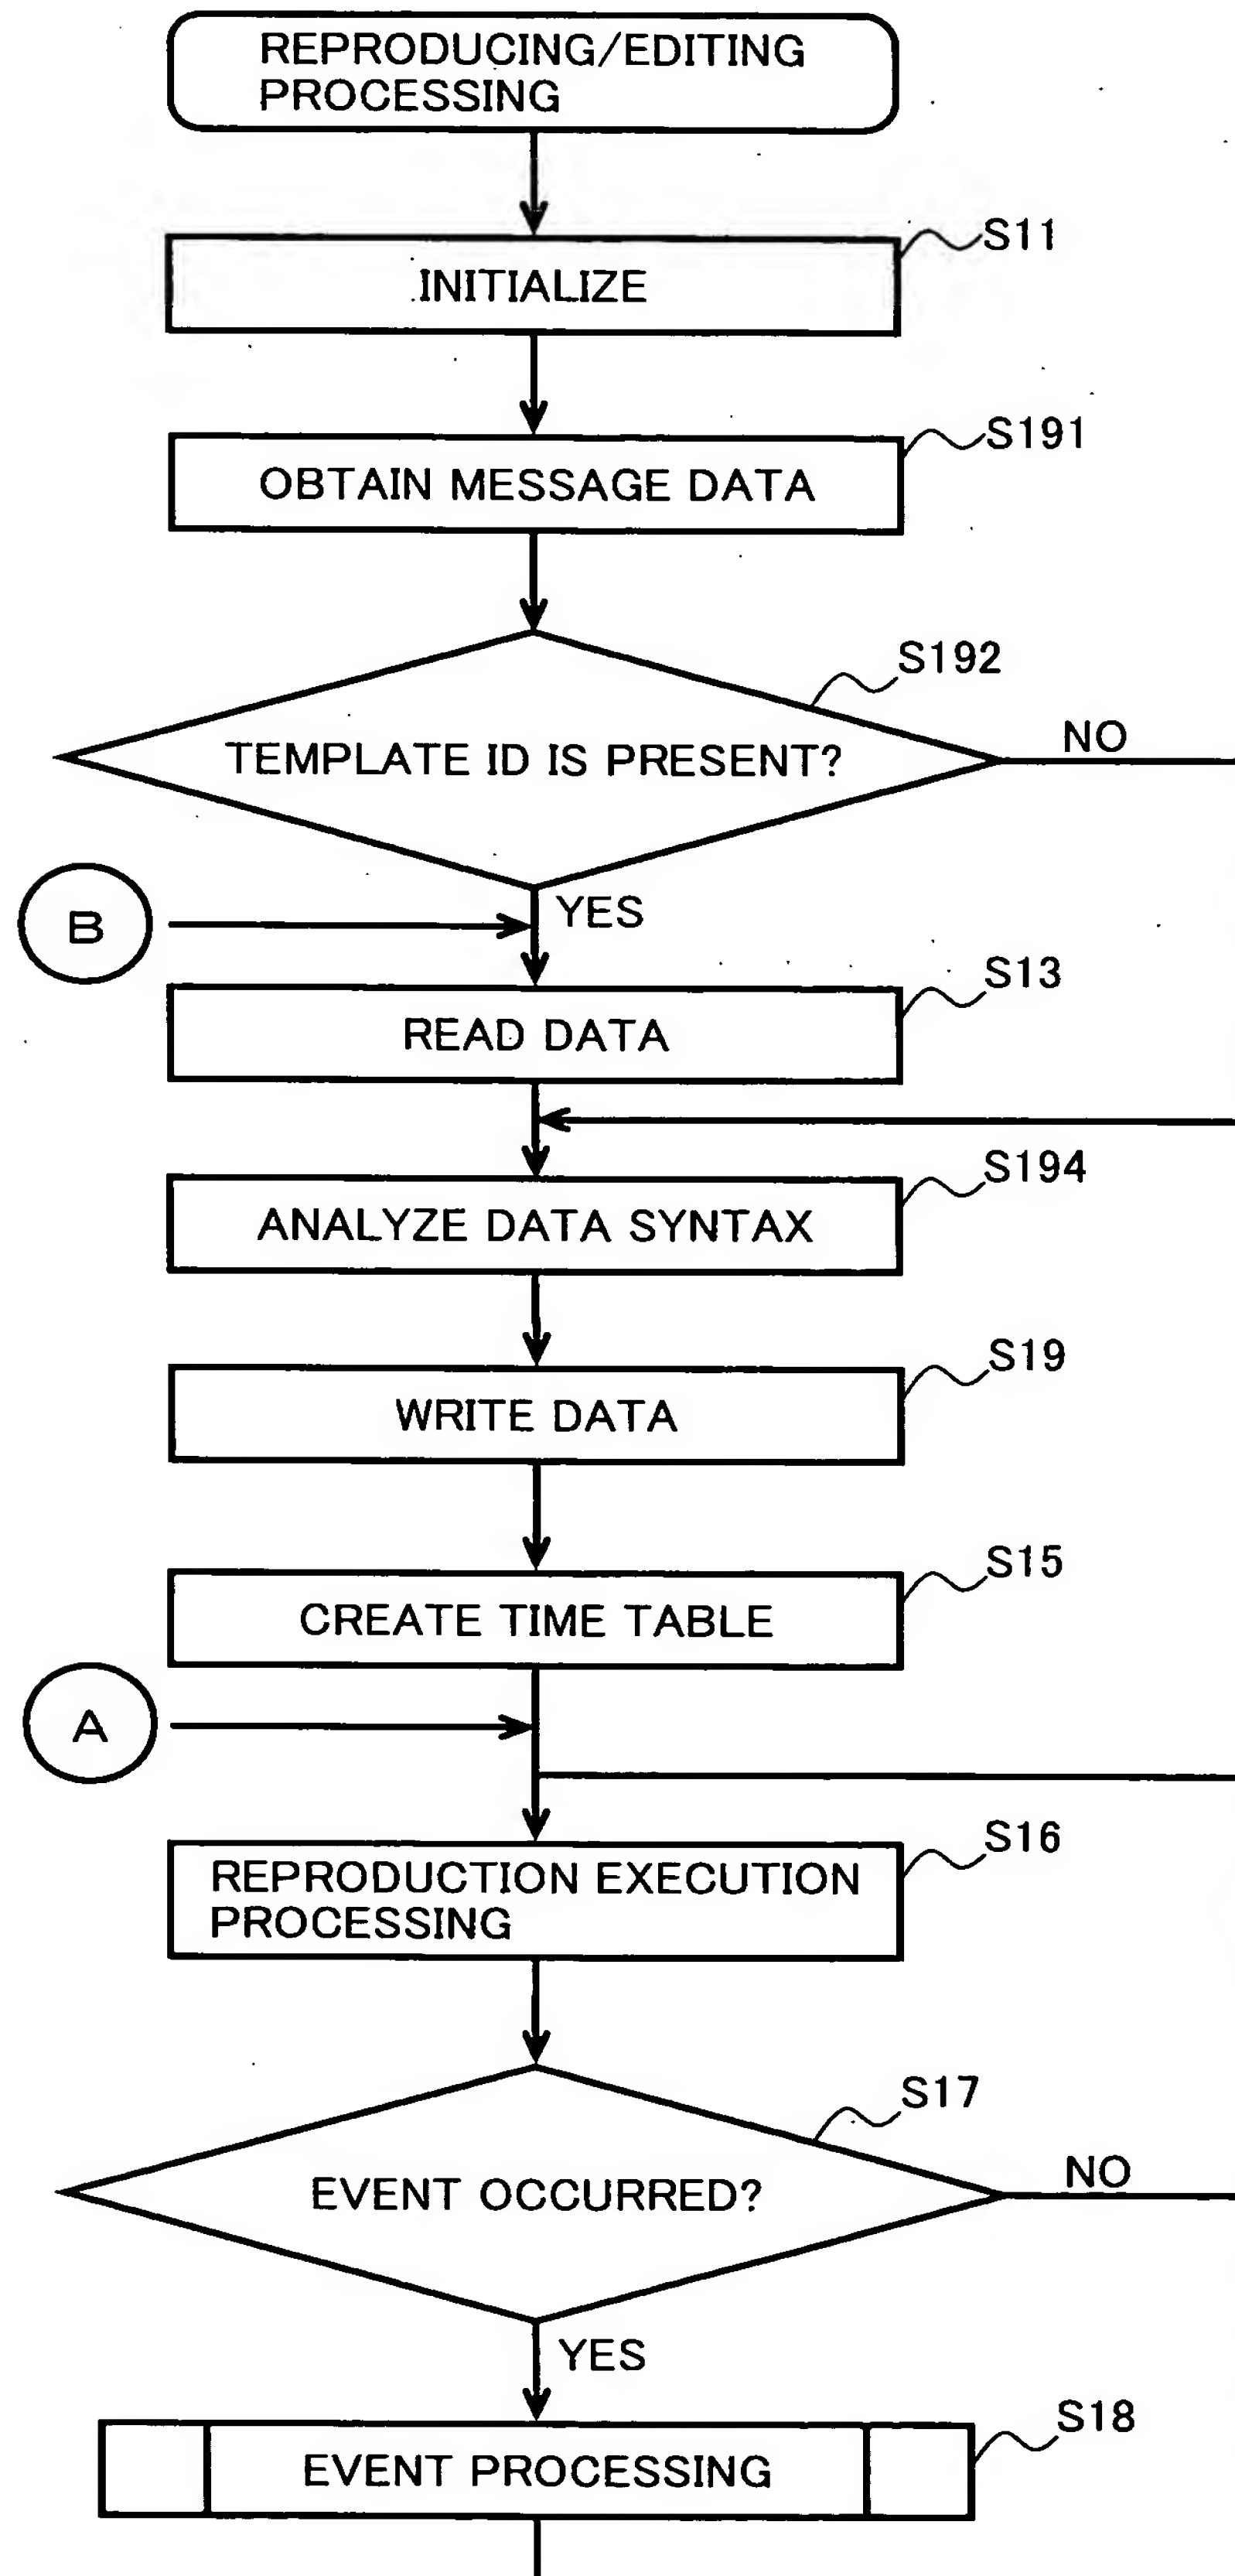 REPRODUCING/EDITING
PROCESSING
S11
INITIALIZE
S191
OBTAIN MESSAGE DATA
S192
TEMPLATE ID IS PRESENT?
NO
B
YES
S13
READ DATA
S194
ANALYZE DATA SYNTAX
S19
WRITE DATA
S15
CREATE TIME TABLE
A
S16
REPRODUCTION EXECUTION
PROCESSING
S17
EVENT OCCURRED?
NO
YES
S18
EVENT PROCESSING